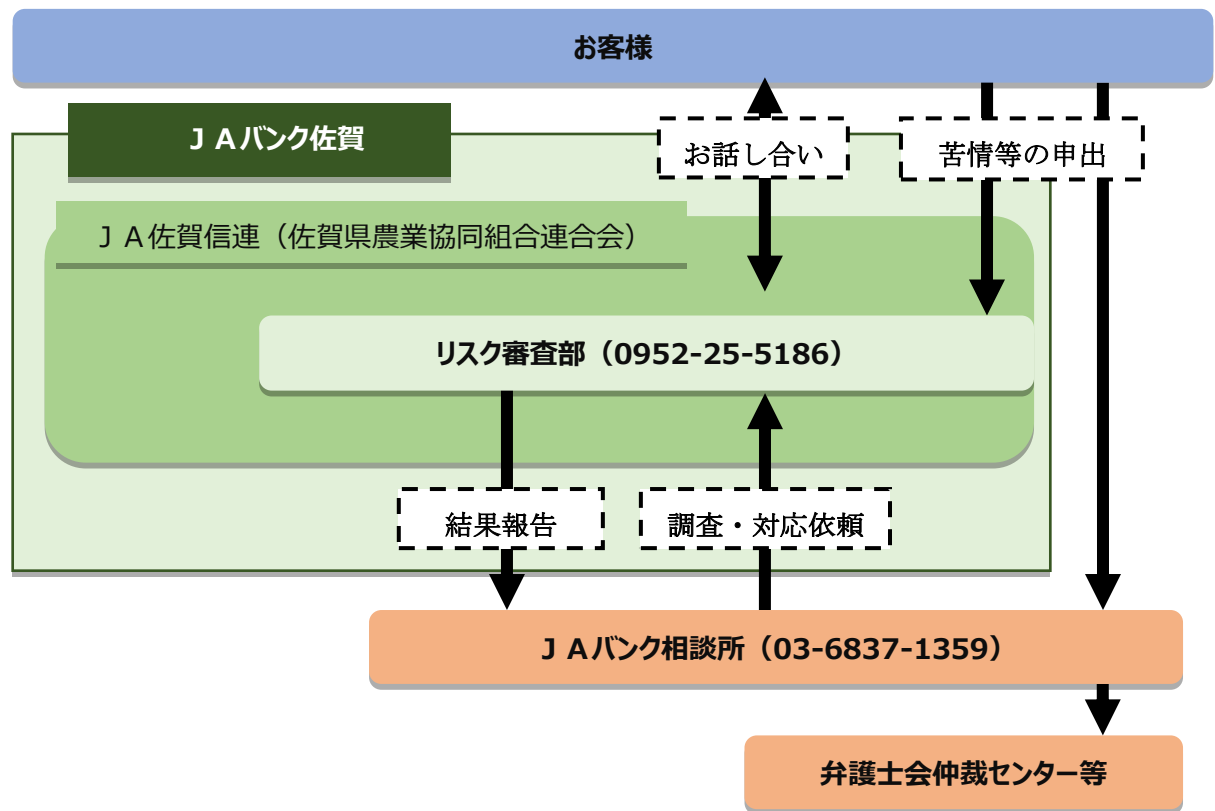 お客様
ＪＡバンク佐賀
お話し合い
苦情等の申出
ＪＡ佐賀信連（佐賀県農業協同組合連合会）
リスク審査部（0952-25-5186）
結果報告
調査・対応依頼
ＪＡバンク相談所（03-6837-1359）
弁護士会仲裁センター等